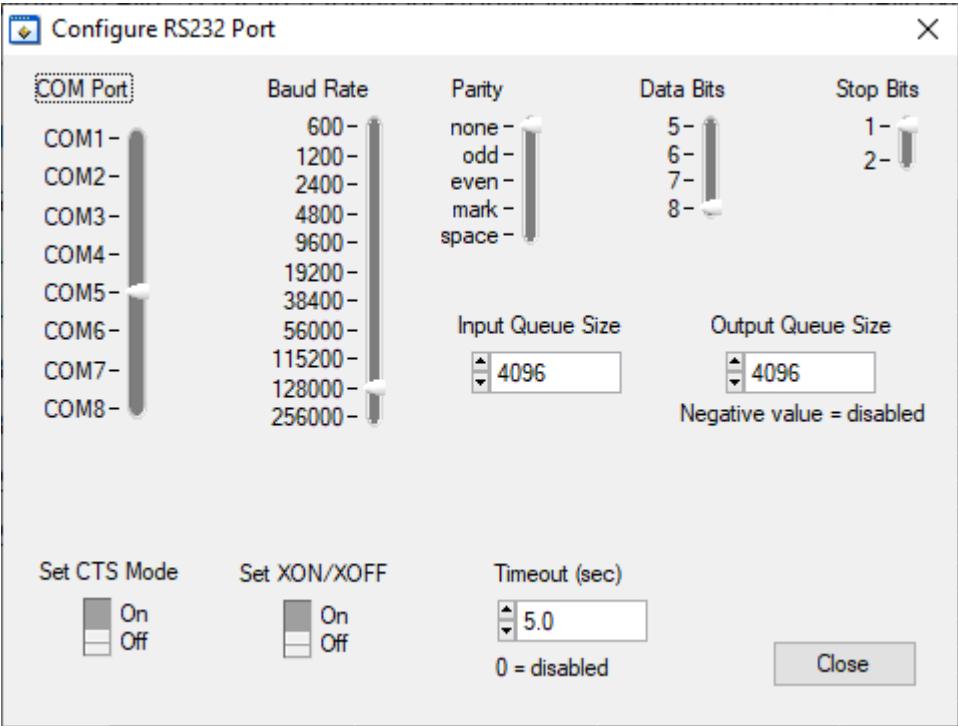 Configure RS232 Port
COM Port
COM1
COM2
COM3
COM4
COM5
COM6
COM7
COM8
Baud Rate
600
1200
2400
4800
9600
19200
38400
56000
115200
128000
256000
Parity
none
odd
even
mark
space
Data Bits
5
6
7
8
Stop Bits
1
2
Input Queue Size
4096
Output Queue Size
4096
Negative value = disabled
Set CTS Mode
On
Off
Set XON/XOFF
On
Off
Timeout (sec)
5.0
0 = disabled
Close